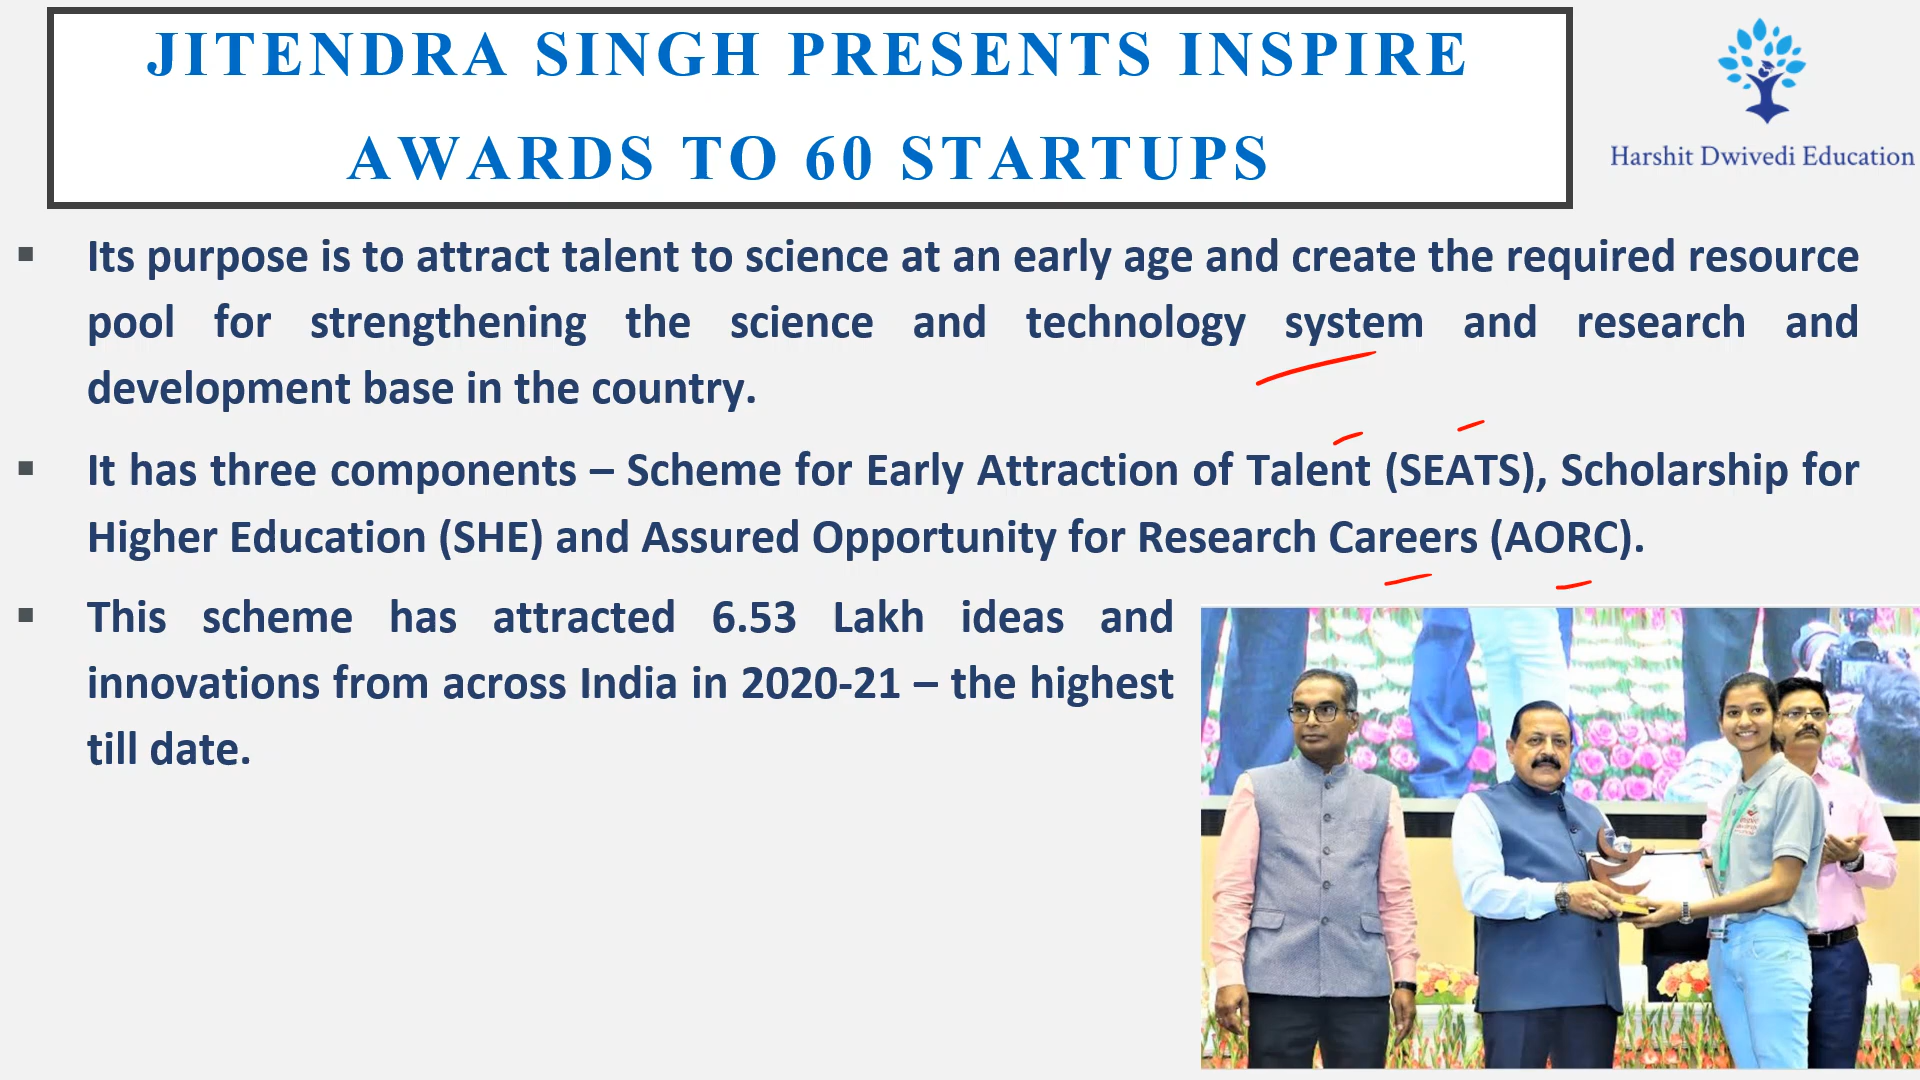 JITENDRA SINGH PRESENTS INSPIRE
AWARDS TO 60 STARTUPS
Harshit Dwivedi Education
▪ Its purpose is to attract talent to science at an early age and create the required resource
pool for strengthening the science and technology system and research and
development base in the country.
▪ It has three components – Scheme for Early Attraction of Talent (SEATS), Scholarship for
Higher Education (SHE) and Assured Opportunity for Research Careers (AORC).
▪ This scheme has attracted 6.53 Lakh ideas and
innovations from across India in 2020-21 – the highest
till date.